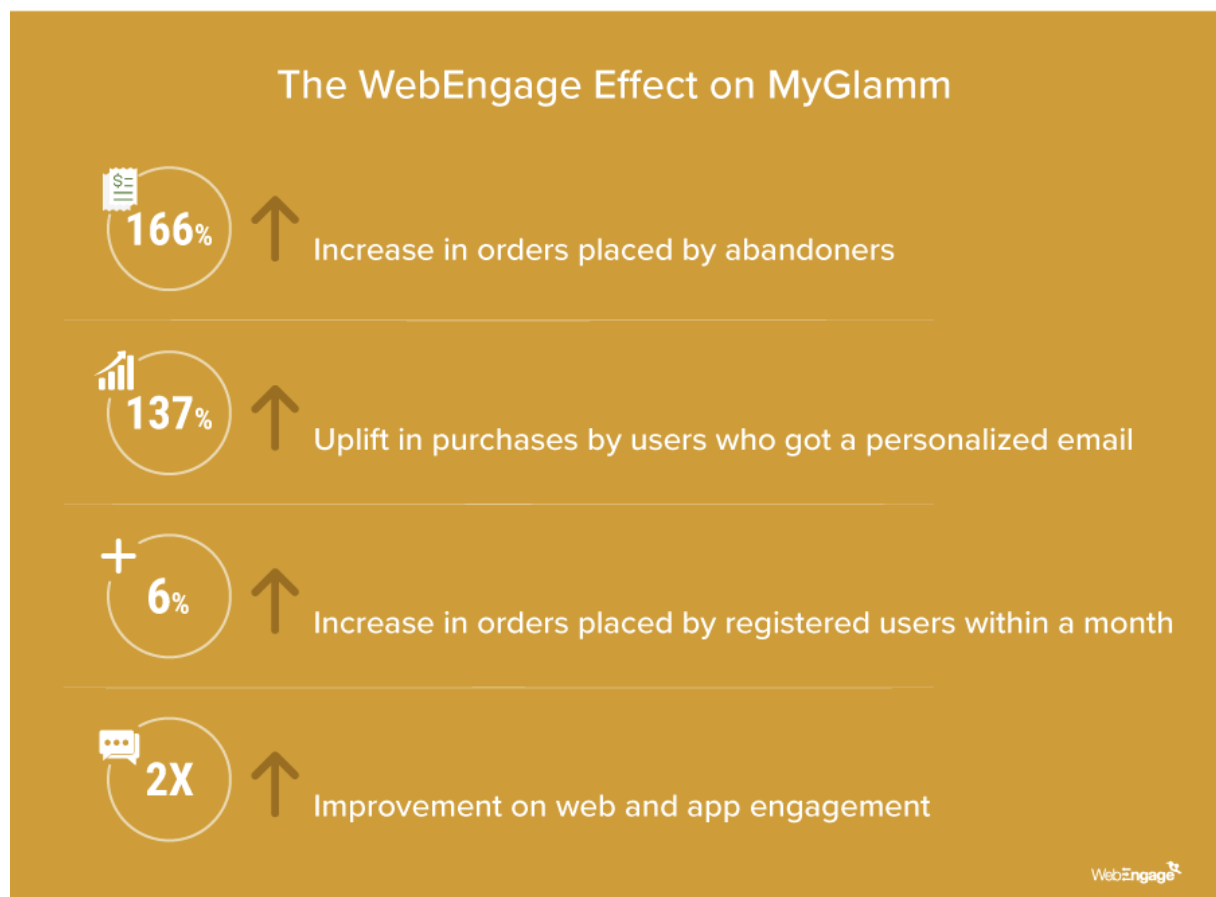 The WebEngage Effect on MyGlamm
$
166%
Increase in orders placed by abandoners
137%
Uplift in purchases by users who got a personalized email
6%
Increase in orders placed by registered users within a month
2X
Improvement on web and app engagement
WebEngage